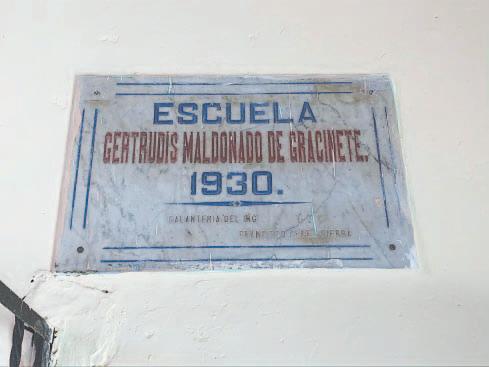 ESCUELA
GERTRUDIS MALDONADO DE GRACINETE.
1930.
GALANTERIA DEL ING
FRANCISCO SIERRA